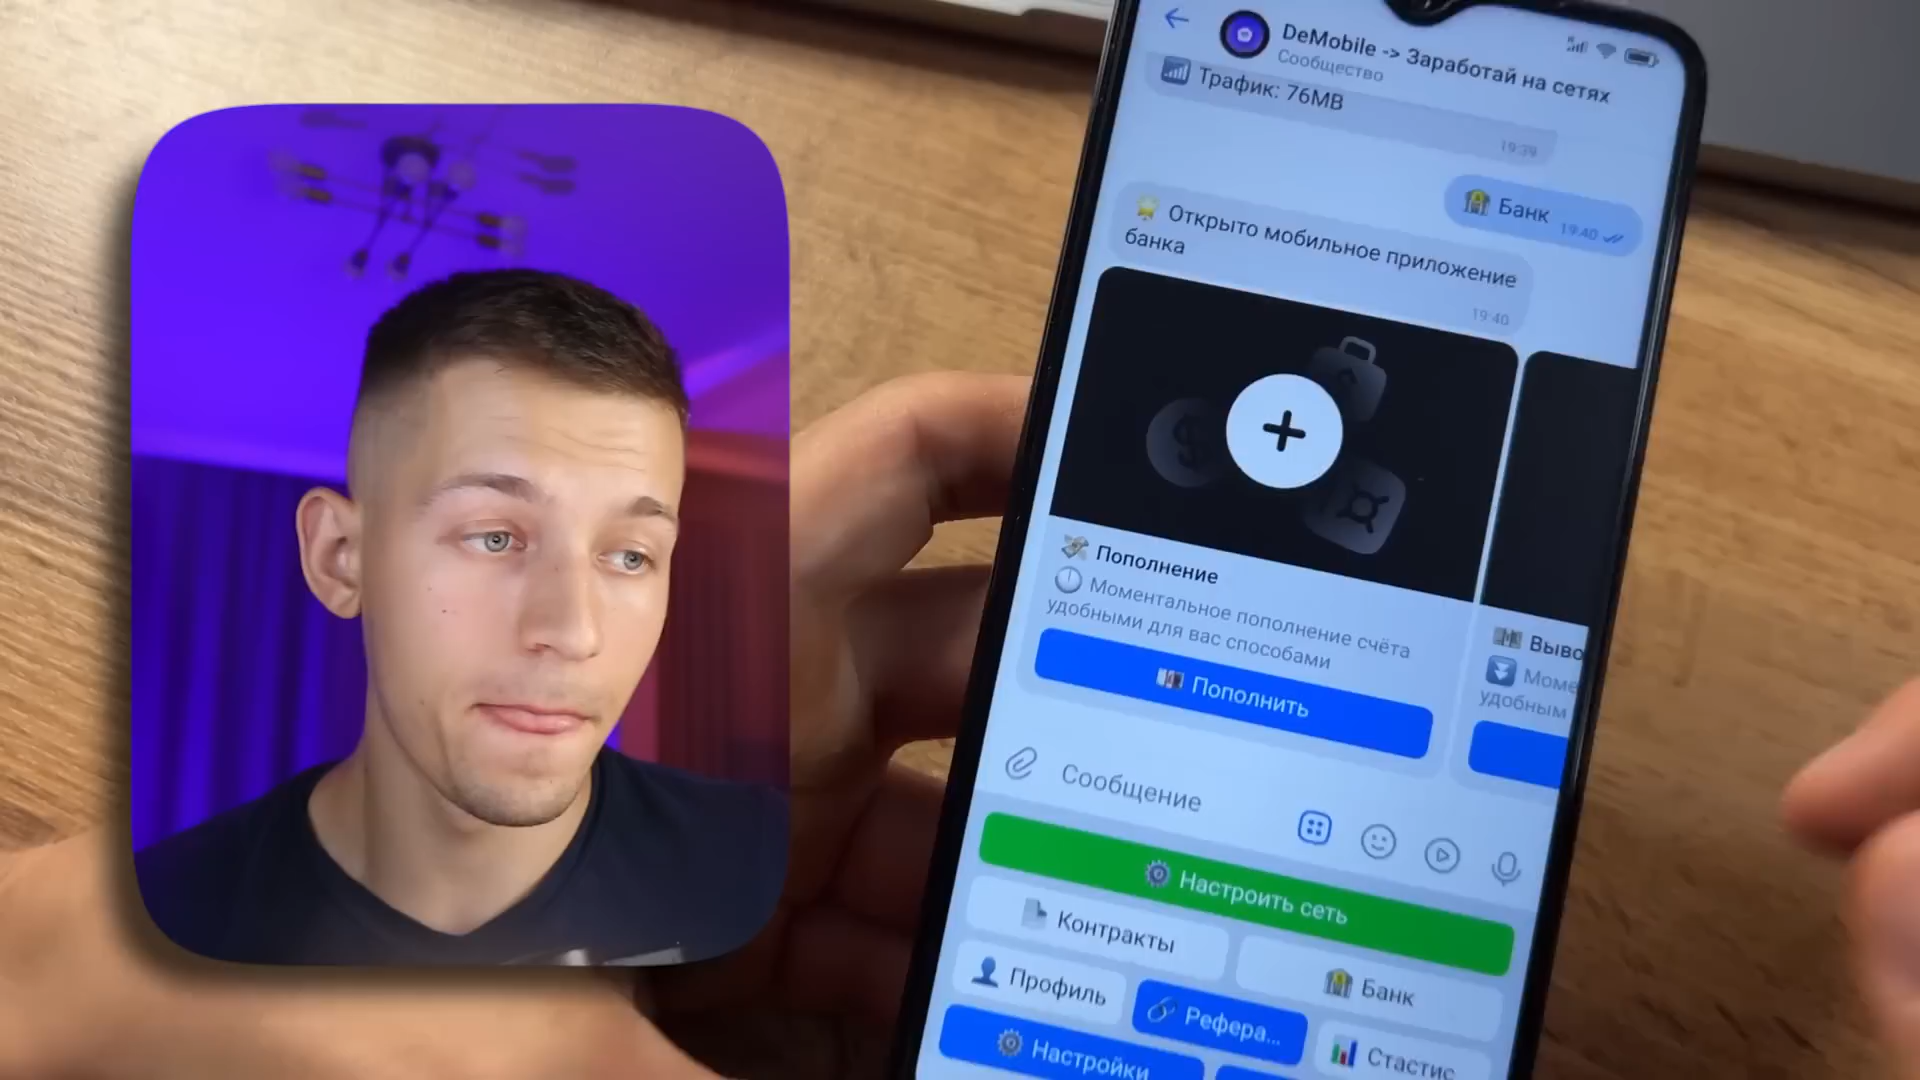 DeMobile -> Заработай на сетях
Сообщество
Трафик: 76MB
19:39
Банк
19:40
Открыто мобильное приложение
банка
19:40
Пополнение
Моментальное пополнение счёта
удобными для вас способами
Пополнить
Выво
Моме
удобным
Сообщение
Настроить сеть
Контракты
Банк
Профиль
Рефера...
Стастис
Настройки